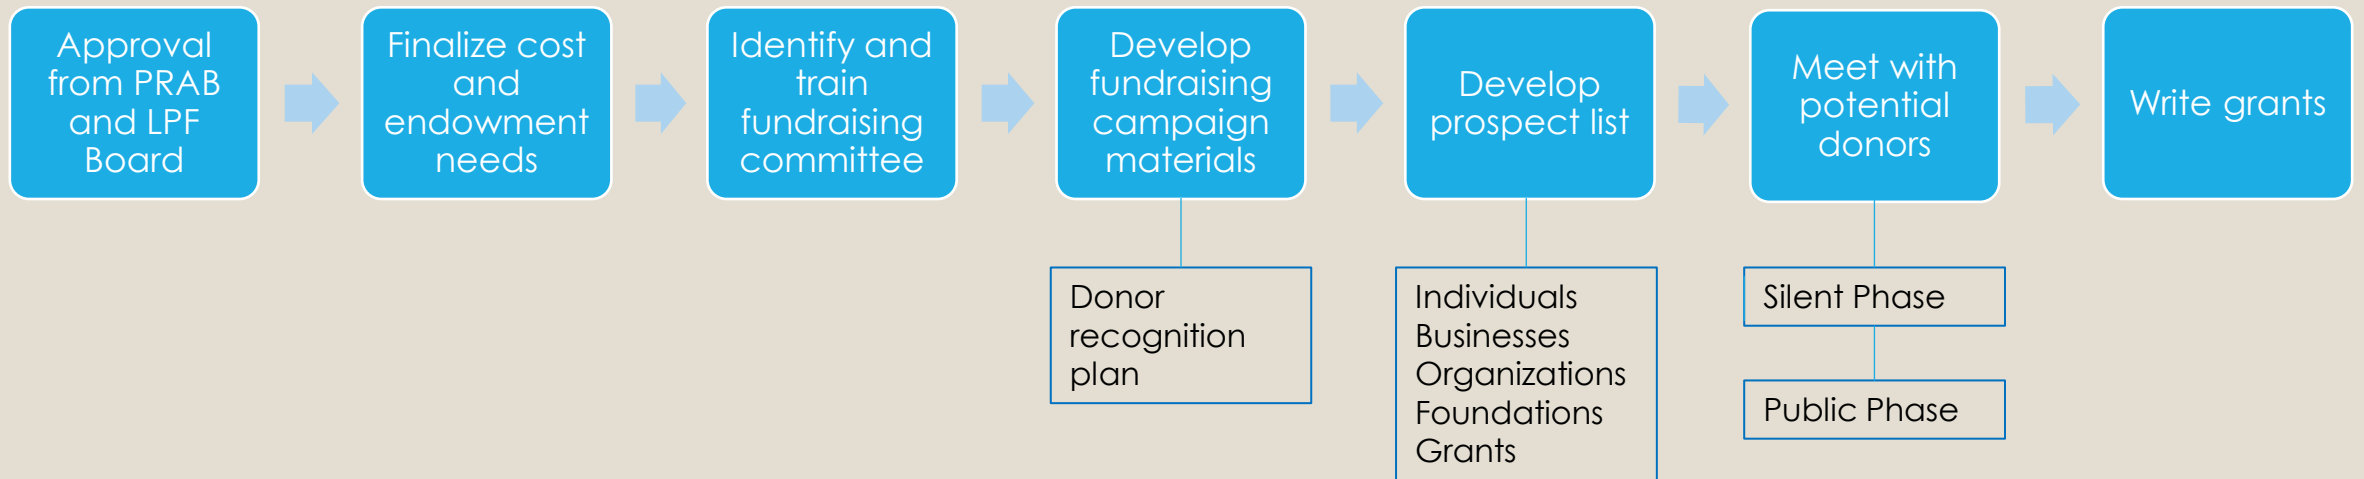 Approval
from PRAB
and LPF
Board
Finalize cost
and
endowment
needs
Identify and
train
fundraising
committee
Develop
fundraising
campaign
materials
Develop
prospect list
Meet with
potential
donors
Write grants
Donor
recognition
plan
Individuals
Businesses
Organizations
Foundations
Grants
Silent Phase
Public Phase